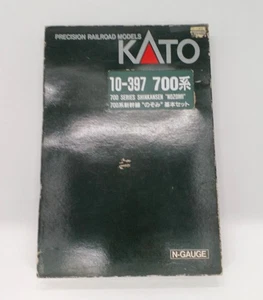 PRECISION RAILROAD MODELS
KATO
10-397 700系
700 SERIES SHINKANSEN "NOZOMI"
700系新幹線"のぞみ"基本セット
N-GAUGE